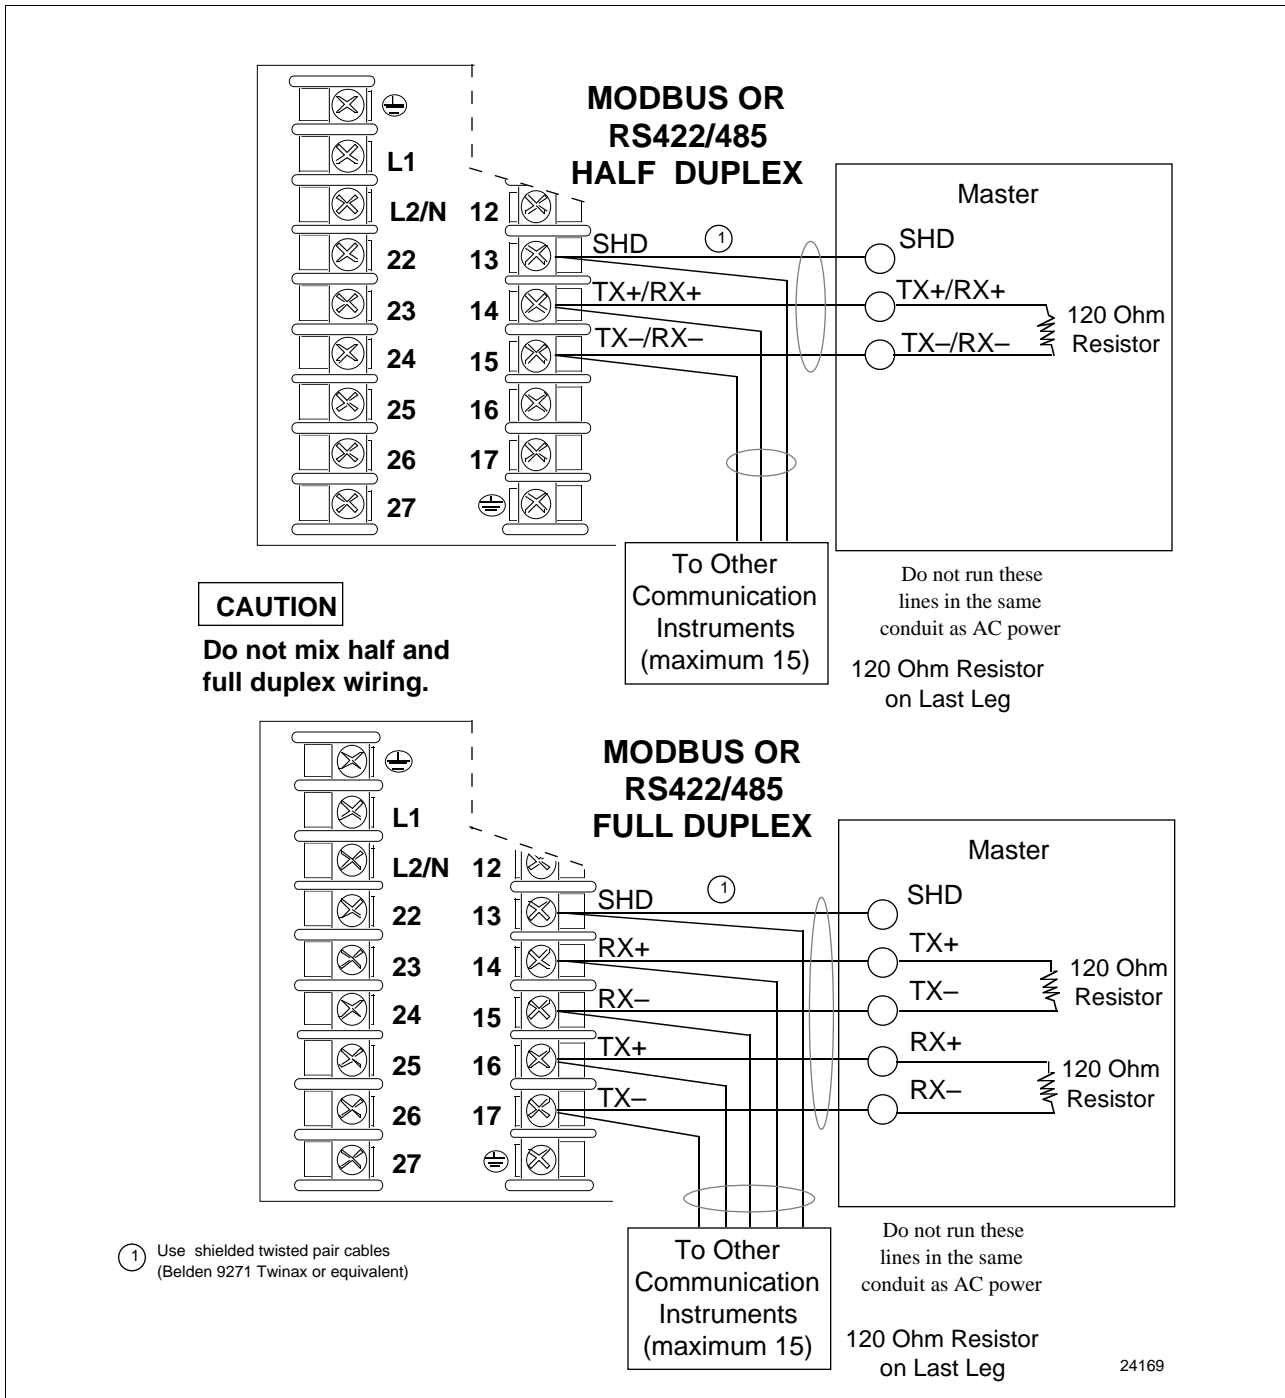 MODBUS OR
RS422/485
HALF DUPLEX
L1
L2/N 12
22 13
23 14
24 15
25 16
26 17
27
SHD
1
TX+/RX+
TX–/RX–
Master
SHD
TX+/RX+
TX–/RX–
120 Ohm
Resistor
To Other
Communication
Instruments
(maximum 15)
Do not run these
lines in the same
conduit as AC power
120 Ohm Resistor
on Last Leg
CAUTION
Do not mix half and
full duplex wiring.
MODBUS OR
RS422/485
FULL DUPLEX
L1
L2/N 12
22 13
23 14
24 15
25 16
26 17
27
SHD
1
RX+
RX–
TX+
TX–
Master
SHD
TX+
TX–
RX+
RX–
120 Ohm
Resistor
120 Ohm
Resistor
1 Use shielded twisted pair cables
(Belden 9271 Twinax or equivalent)
To Other
Communication
Instruments
(maximum 15)
Do not run these
lines in the same
conduit as AC power
120 Ohm Resistor
on Last Leg
24169